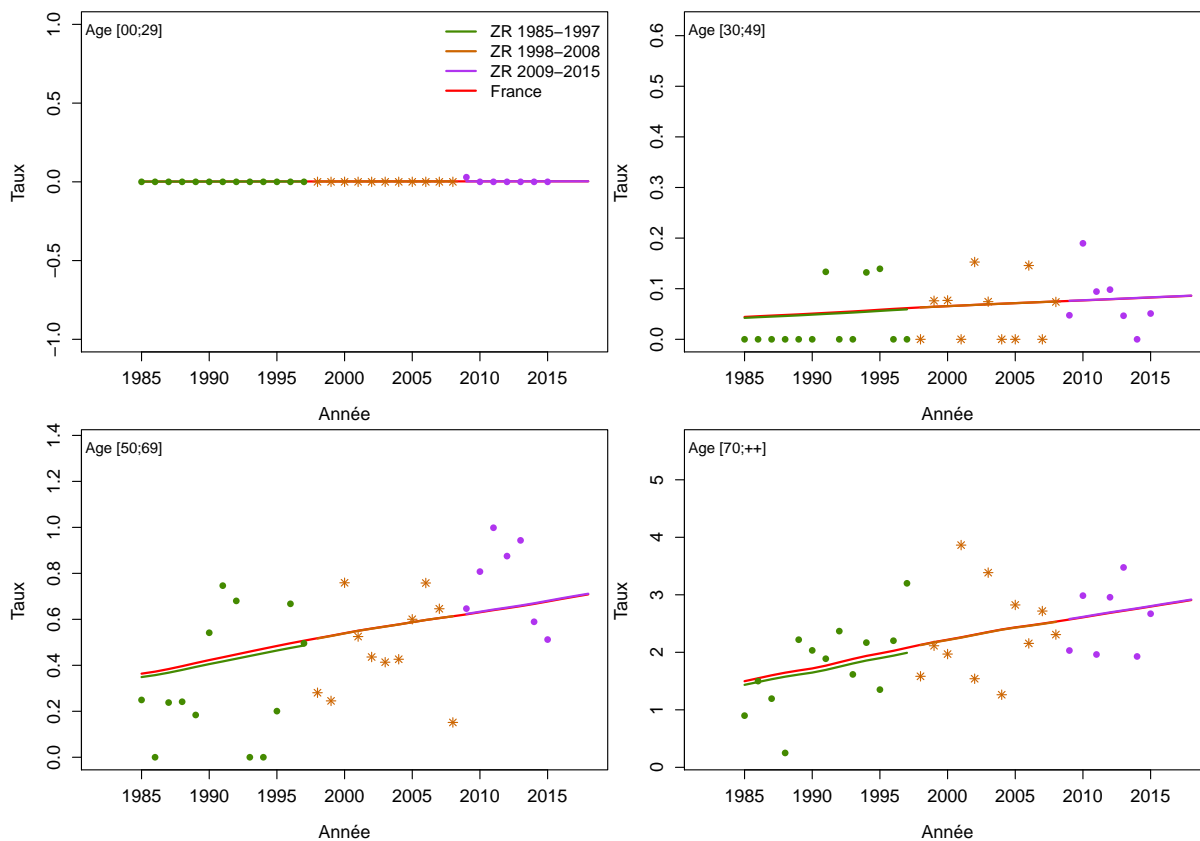 Age [00;29]
ZR 1985−1997
ZR 1998−2008
ZR 2009−2015
France
1.0
0.5
0.0
−0.5
−1.0
Taux
1985 1990 1995 2000 2005 2010 2015
Année
Age [30;49]
0.6
0.5
0.4
0.3
0.2
0.1
0.0
Taux
1985 1990 1995 2000 2005 2010 2015
Année
Age [50;69]
1.4
1.2
1.0
0.8
0.6
0.4
0.2
0.0
Taux
1985 1990 1995 2000 2005 2010 2015
Année
Age [70;++]
5
4
3
2
1
0
Taux
1985 1990 1995 2000 2005 2010 2015
Année